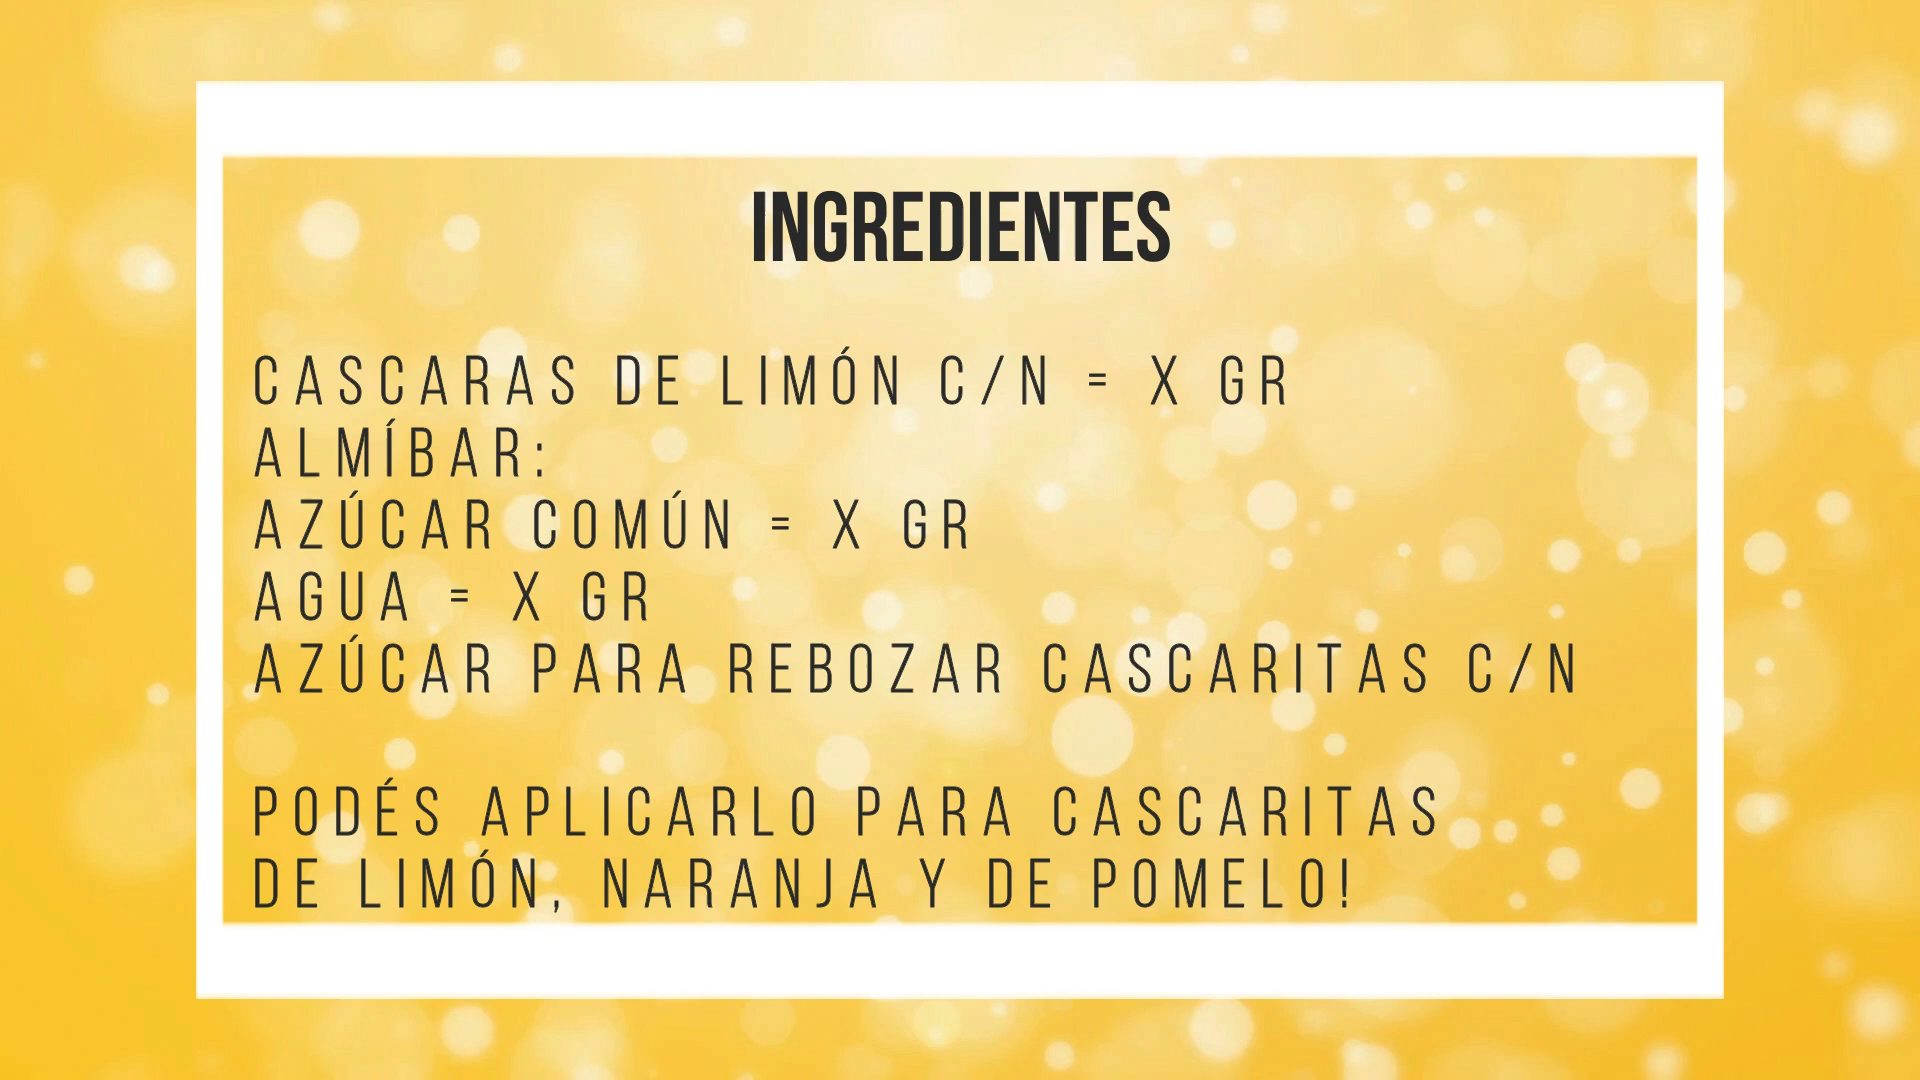 INGREDIENTES
CASCARAS DE LIMÓN C/N = X GR
ALMÍBAR:
AZÚCAR COMÚN = X GR
AGUA = X GR
AZÚCAR PARA REBOZAR CASCARITAS C/N
PODÉS APLICARLO PARA CASCARITAS
DE LIMÓN, NARANJA Y DE POMELO!